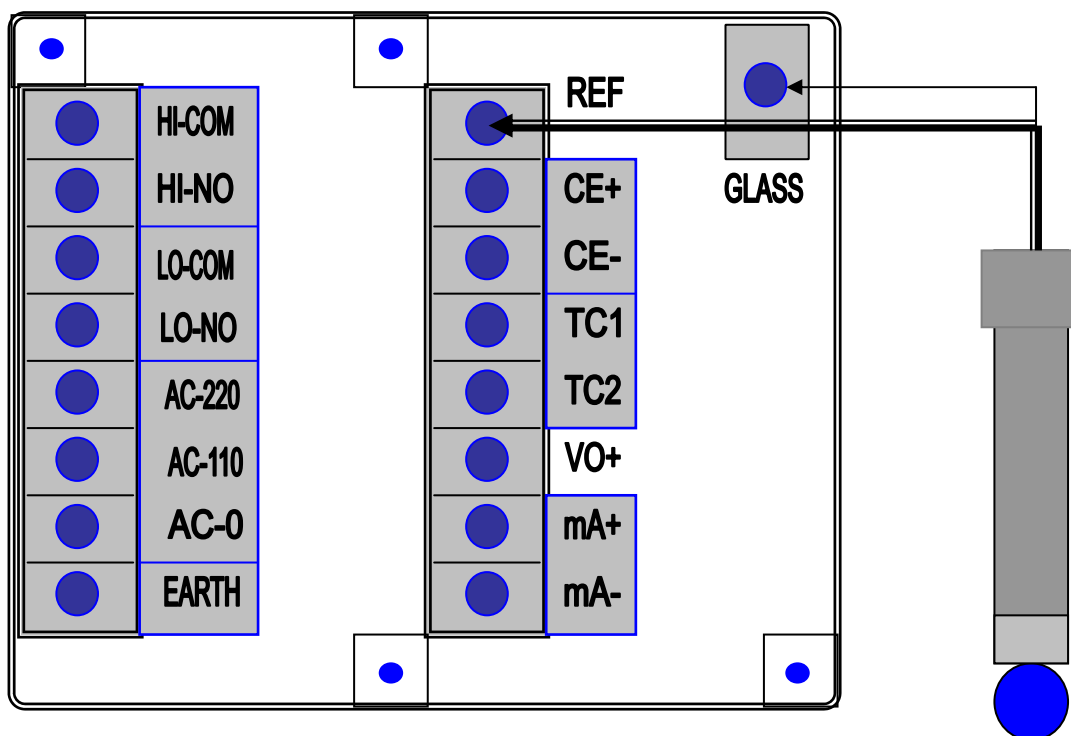 HI-COM
HI-NO
LO-COM
LO-NO
AC-220
AC-110
AC-0
EARTH
REF
CE+
CE-
TC1
TC2
VO+
mA+
mA-
GLASS